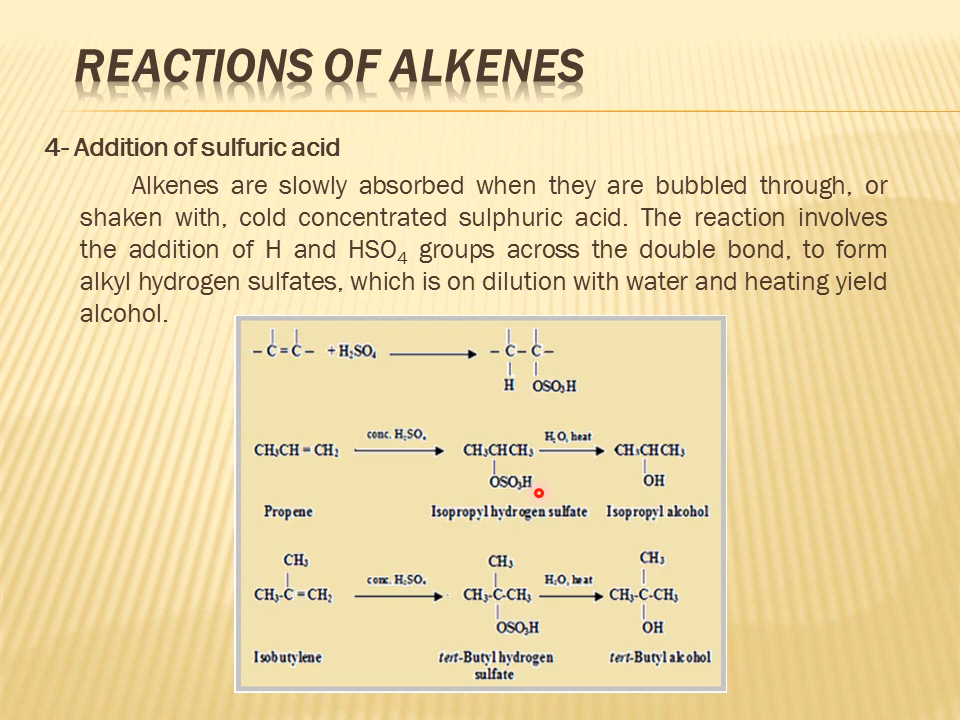 REACTIONS OF ALKENES
4- Addition of sulfuric acid
Alkenes are slowly absorbed when they are bubbled through, or
shaken with, cold concentrated sulphuric acid. The reaction involves
the addition of H and HSO₄ groups across the double bond, to form
alkyl hydrogen sulfates, which is on dilution with water and heating yield
alcohol.
– C = C – + H₂SO₄ – C – C –
H OSO₃H
conc. H₂SO₄ H₂O, heat
CH₃CH = CH₂ CH₃CHCH₃ CH₃CHCH₃
OSO₃H OH
Propene Isopropyl hydrogen sulfate Isopropyl alcohol
CH₃ CH₃ CH₃
conc. H₂SO₄ H₂O, heat
CH₃-C = CH₂ CH₃-C-CH₃ CH₃-C-CH₃
OSO₃H OH
Isobutylene tert-Butyl hydrogen tert-Butyl alcohol
sulfate